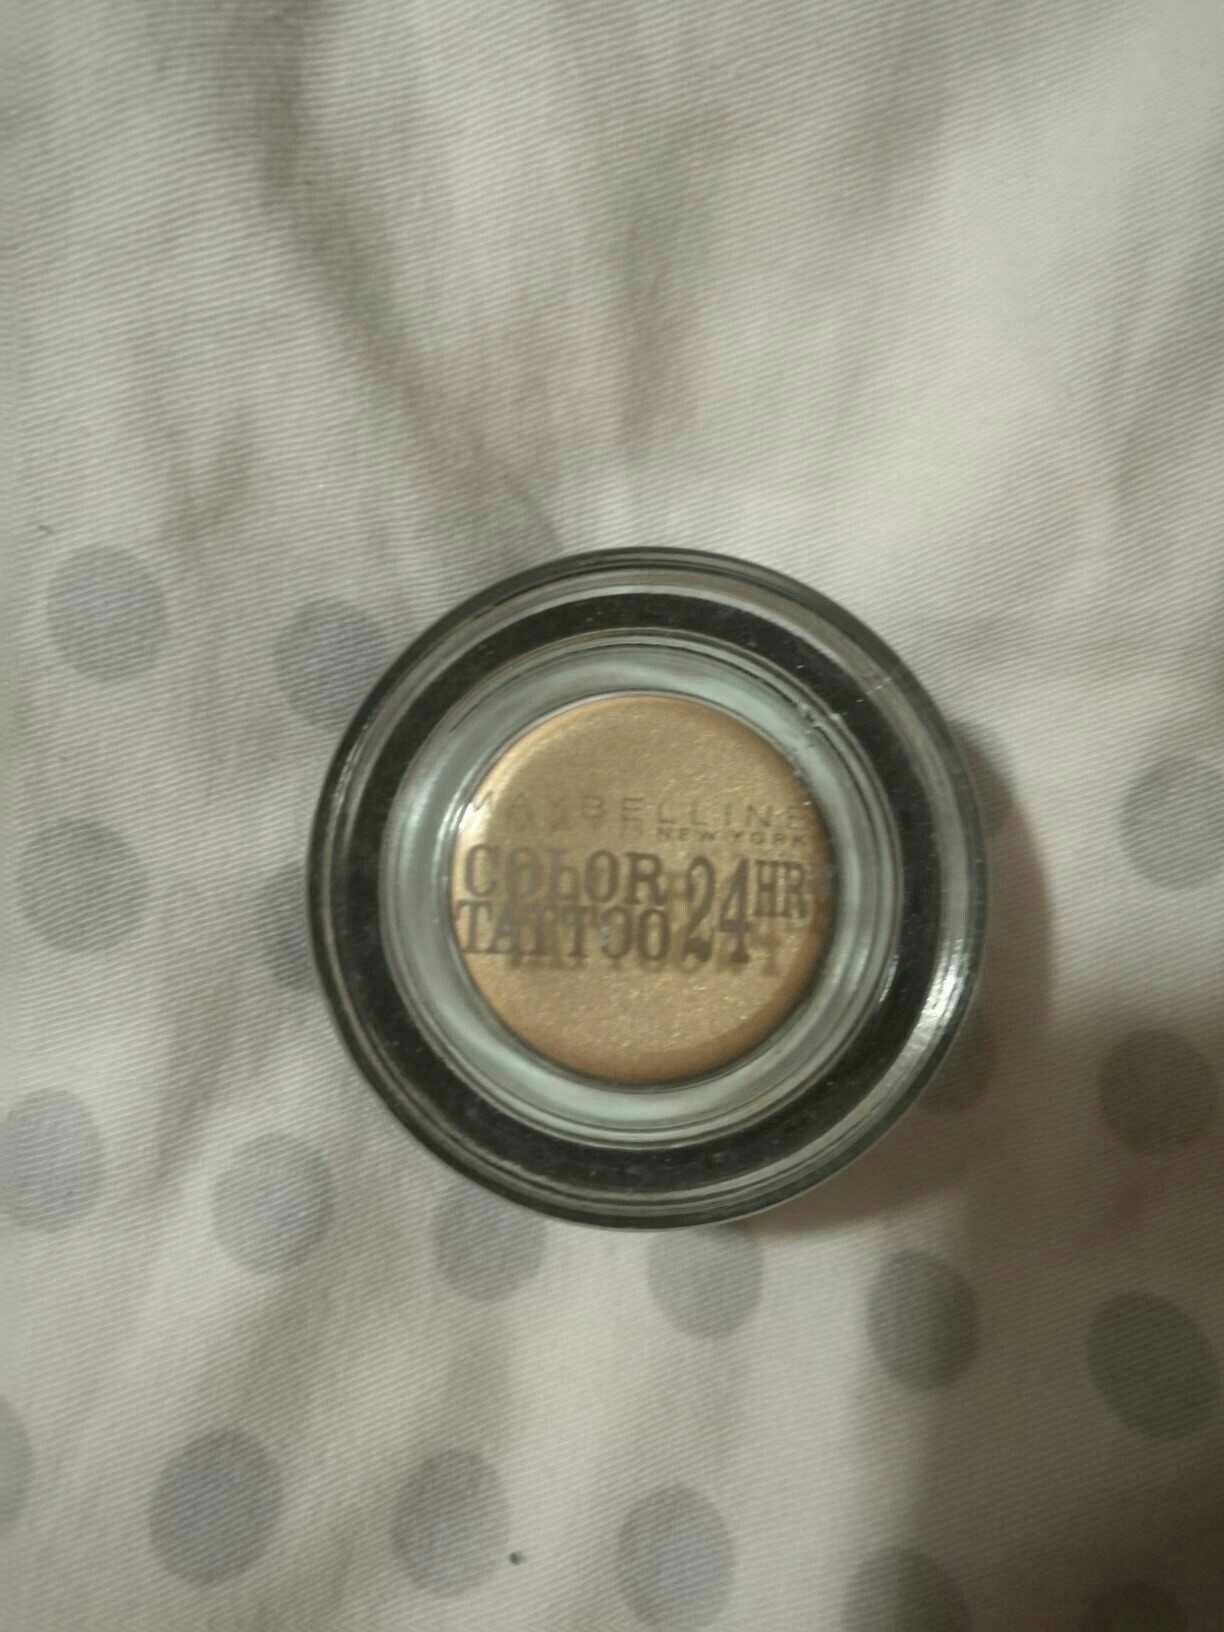 MAYBELLINE
NEW YORK
COLOR
TATTOO 24HR